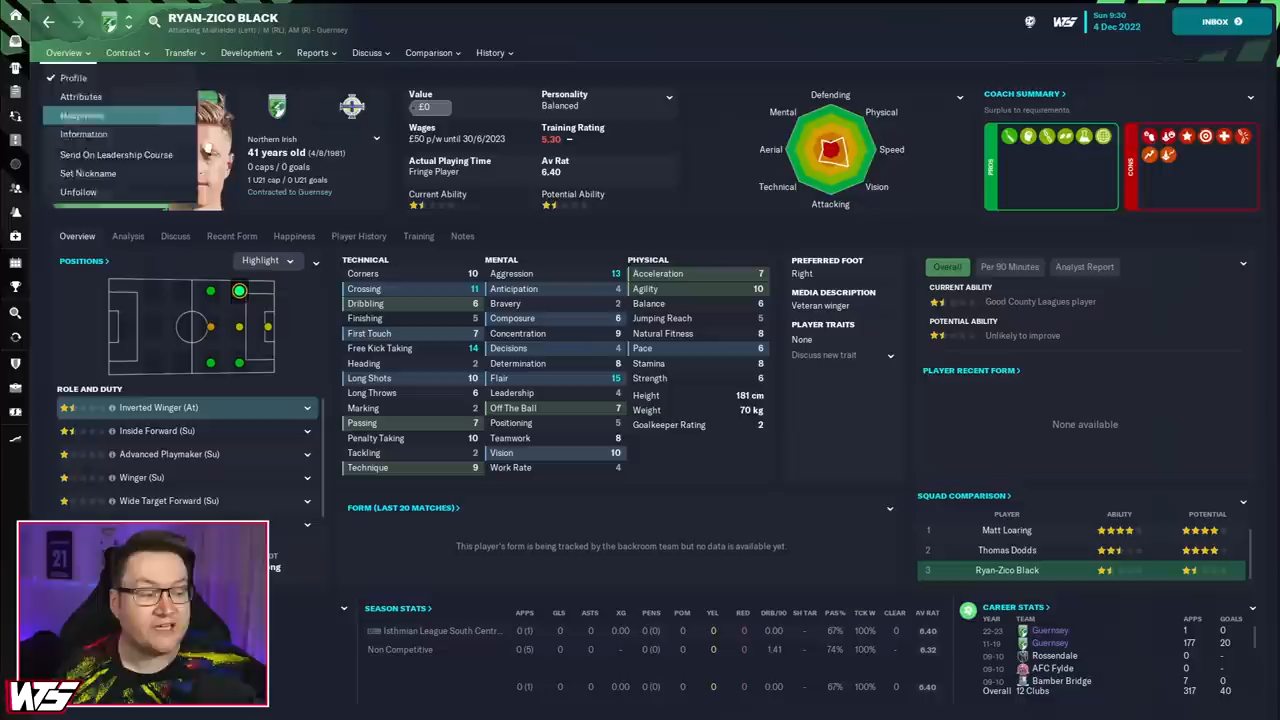 RYAN-ZICO BLACK
Attacking Midfielder (Left) | M (RL), AM (R) - Guernsey
WTS
Sun 9:30
4 Dec 2022
INBOX
Overview
Contract
Transfer
Development
Reports
Discuss
Comparison
History
Profile
Attributes
Happiness
Information
Send On Leadership Course
Set Nickname
Unfollow
Northern Irish
41 years old (4/8/1981)
0 caps / 0 goals
1 U21 cap / 0 U21 goals
Contracted to Guernsey
Value
£0
Wages
£50 p/w until 30/6/2023
Actual Playing Time
Fringe Player
Current Ability
Personality
Balanced
Training Rating
5.30 –
Av Rat
6.40
Potential Ability
Defending
Mental
Physical
Aerial
Speed
Technical
Vision
Attacking
COACH SUMMARY >
Surplus to requirements
PROS
CONS
Overview
Analysis
Discuss
Recent Form
Happiness
Player History
Training
Notes
POSITIONS >
Highlight
ROLE AND DUTY
Inverted Winger (At)
Inside Forward (Su)
Advanced Playmaker (Su)
Winger (Su)
Wide Target Forward (Su)
TECHNICAL
Corners 10
Crossing 11
Dribbling 6
Finishing 5
First Touch 7
Free Kick Taking 14
Heading 2
Long Shots 10
Long Throws 6
Marking 2
Passing 7
Penalty Taking 10
Tackling 2
Technique 9
MENTAL
Aggression 13
Anticipation 4
Bravery 2
Composure 6
Concentration 9
Decisions 4
Determination 8
Flair 15
Leadership 4
Off The Ball 7
Positioning 5
Teamwork 8
Vision 10
Work Rate 4
PHYSICAL
Acceleration 7
Agility 10
Balance 6
Jumping Reach 5
Natural Fitness 8
Pace 6
Stamina 8
Strength 6
Height 181 cm
Weight 70 kg
Goalkeeper Rating 2
PREFERRED FOOT
Right
MEDIA DESCRIPTION
Veteran winger
PLAYER TRAITS
None
Discuss new trait
Overall
Per 90 Minutes
Analyst Report
CURRENT ABILITY
Good County Leagues player
POTENTIAL ABILITY
Unlikely to improve
PLAYER RECENT FORM >
None available
FORM (LAST 20 MATCHES) >
This player's form is being tracked by the backroom team but no data is available yet.
SQUAD COMPARISON >
PLAYER ABILITY POTENTIAL
1 Matt Loaring
2 Thomas Dodds
3 Ryan-Zico Black
SEASON STATS >
APPS GLS ASTS XG PENS POM YEL RED DRB/90 SH TAR PAS% TCK W CLEAR AV RAT
Isthmian League South Centr... 0 (1) 0 0 0.00 0 (0) 0 0 0 0.00 - 67% 100% 0 6.40
Non Competitive 0 (5) 0 0 - 0 (0) 0 0 0 1.41 - 74% 100% 0 6.32
0 (1) 0 0 0.00 0 (0) 0 0 0 0.00 - 67% 100% 0 6.40
CAREER STATS >
YEAR TEAM APPS GOALS
22-23 Guernsey 1 0
11-19 Guernsey 177 20
09-10 Rossendale 0 -
09-10 AFC Fylde 0 -
09-10 Bamber Bridge 7 0
Overall 12 Clubs 317 40
21
WTS